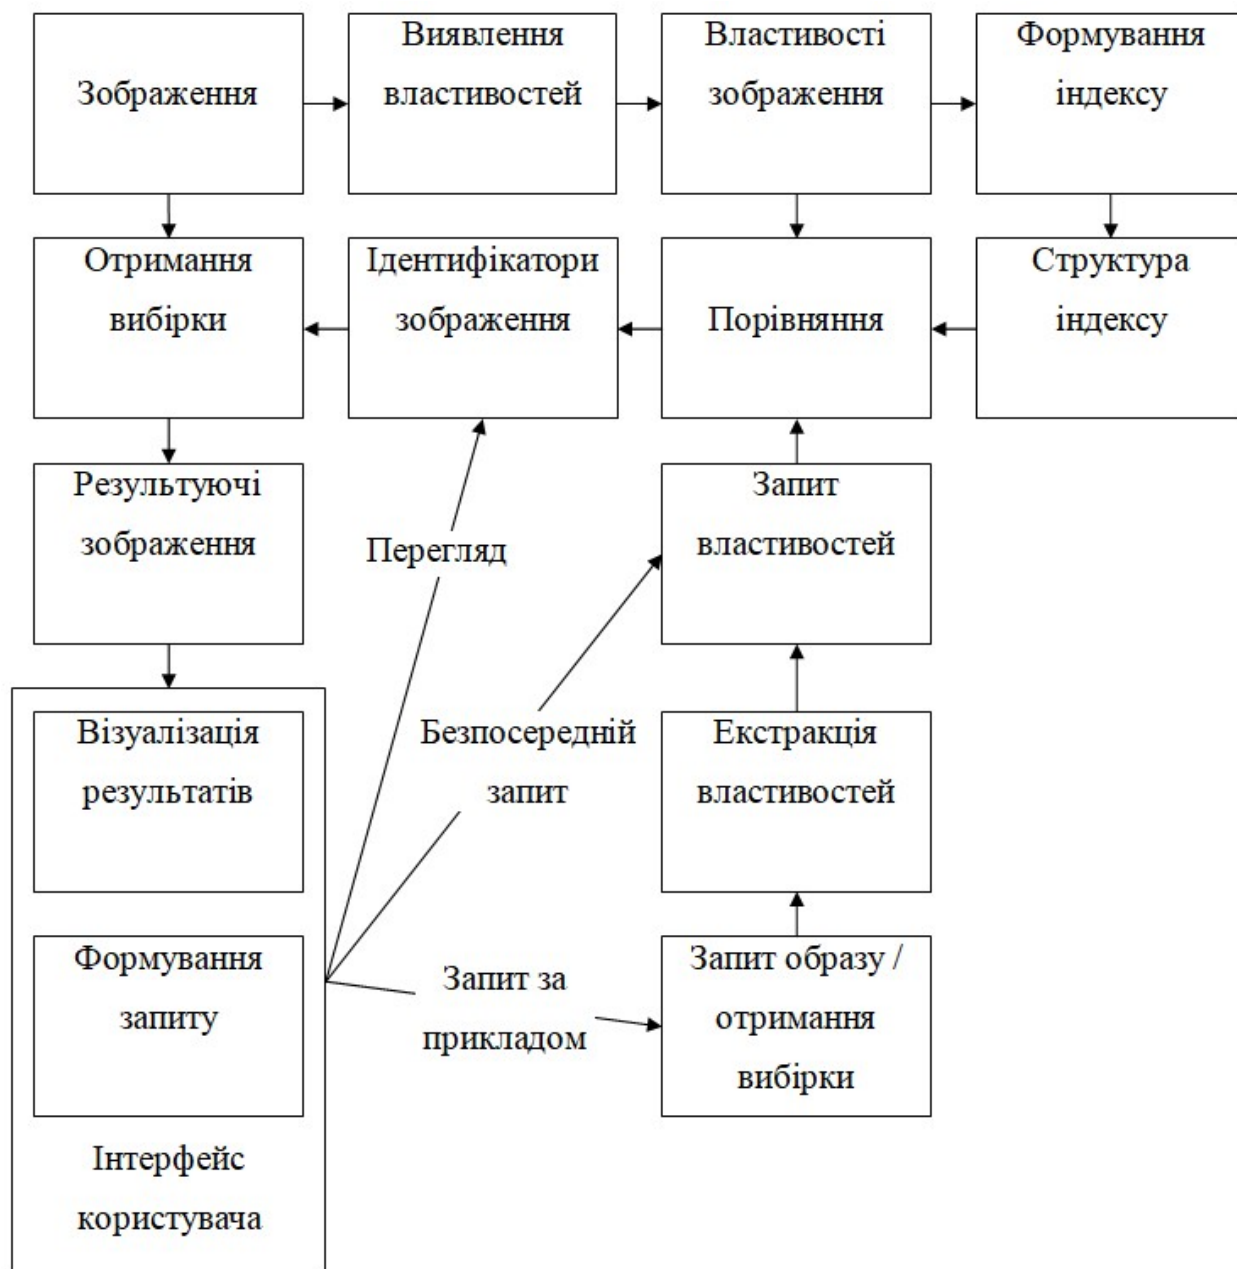 Зображення
Виявлення
властивостей
Властивості
зображення
Формування
індексу
Отримання
вибірки
Ідентифікатори
зображення
Порівняння
Структура
індексу
Результуючі
зображення
Перегляд
Запит
властивостей
Візуалізація
результатів
Безпосередній
запит
Екстракція
властивостей
Формування
запиту
Запит за
прикладом
Запит образу /
отримання
вибірки
Інтерфейс
користувача